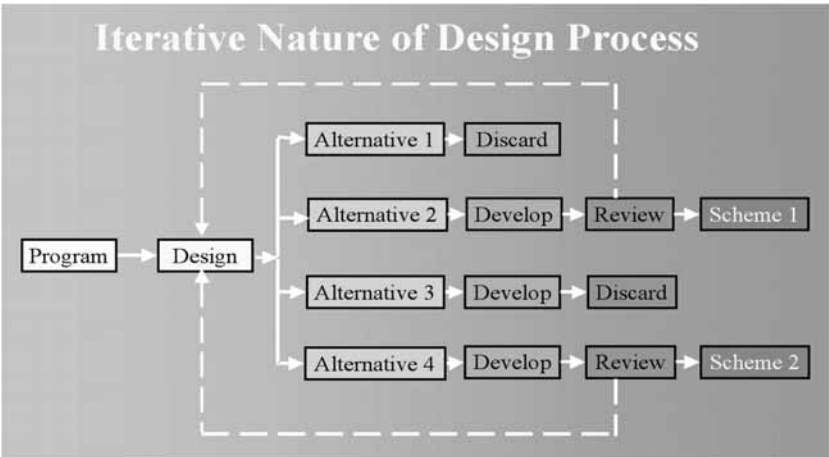 Iterative Nature of Design Process
Alternative 1 Discard
Alternative 2 Develop Review Scheme 1
Program Design
Alternative 3 Develop Discard
Alternative 4 Develop Review Scheme 2